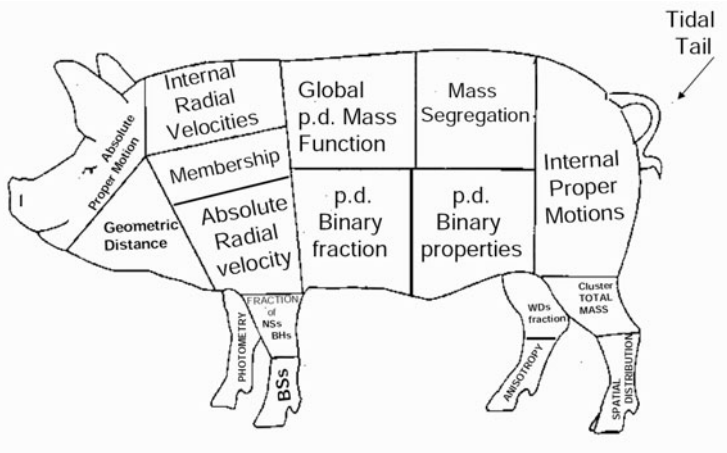 Tidal
Tail
Internal
Radial
Velocities
Global
p.d. Mass
Function
Mass
Segregation
Absolute
Proper Motion
Membership
Internal
Proper
Motions
Geometric
Distance
Absolute
Radial
velocity
p.d.
Binary
fraction
p.d.
Binary
properties
PHOTOMETRY
FRACTION
of
NSs
BHs
BSs
WDs
fraction
Cluster
TOTAL
MASS
ANISOTROPY
SPATIAL
DISTRIBUTION